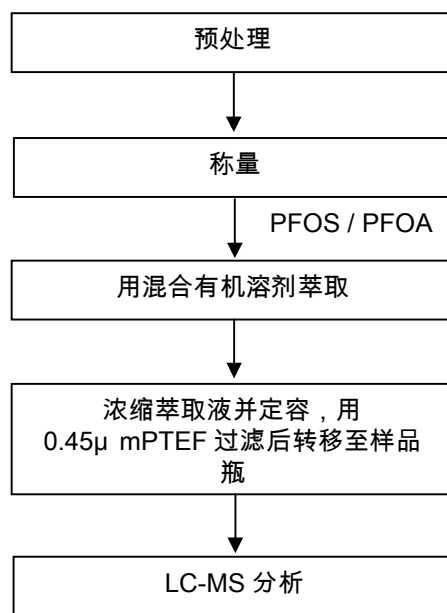 预处理
称量
PFOS / PFOA
用混合有机溶剂萃取
浓缩萃取液并定容，用
0.45μ mPTEF 过滤后转移至样品
瓶
LC-MS 分析